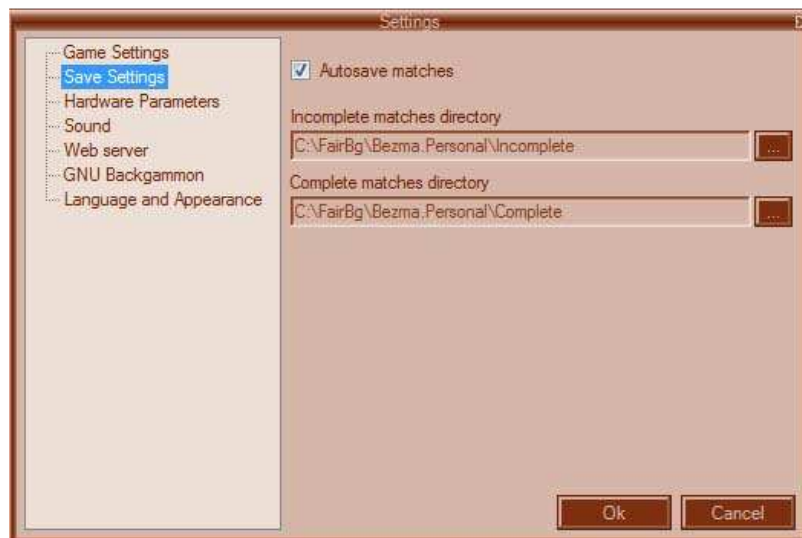 Settings
Game Settings
Save Settings
Hardware Parameters
Sound
Web server
GNU Backgammon
Language and Appearance
Autosave matches
Incomplete matches directory
C:\FairBg\Bezma.Personal\Incomplete
...
Complete matches directory
C:\FairBg\Bezma.Personal\Complete
...
Ok
Cancel